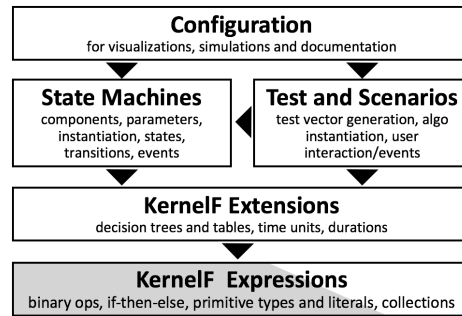 Configuration
for visualizations, simulations and documentation
State Machines
components, parameters,
instantiation, states,
transitions, events
Test and Scenarios
test vector generation, algo
instantiation, user
interaction/events
KernelF Extensions
decision trees and tables, time units, durations
KernelF Expressions
binary ops, if-then-else, primitive types and literals, collections